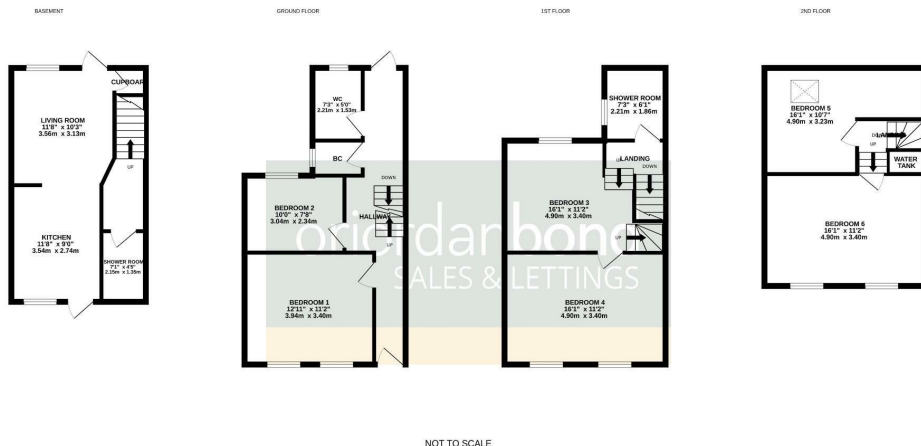 BASEMENT
GROUND FLOOR
1ST FLOOR
2ND FLOOR
CUPBOARD
LIVING ROOM
11'8" x 10'3"
3.56m x 3.13m
UP
KITCHEN
11'8" x 9'0"
3.54m x 2.74m
SHOWER ROOM
7'1" x 4'5"
2.15m x 1.35m
WC
7'3" x 5'0"
2.21m x 1.53m
BC
DOWN
BEDROOM 2
10'0" x 7'8"
3.04m x 2.34m
HALLWAY
UP
BEDROOM 1
12'11" x 11'2"
3.94m x 3.40m
SHOWER ROOM
7'3" x 6'1"
2.21m x 1.86m
LANDING
UP
DOWN
BEDROOM 3
16'1" x 11'2"
4.90m x 3.40m
UP
BEDROOM 4
16'1" x 11'2"
4.90m x 3.40m
BEDROOM 5
16'1" x 10'7"
4.90m x 3.23m
LANDING
UP
WATER
TANK
BEDROOM 6
16'1" x 11'2"
4.90m x 3.40m
oriordanbond
SALES & LETTINGS
NOT TO SCALE